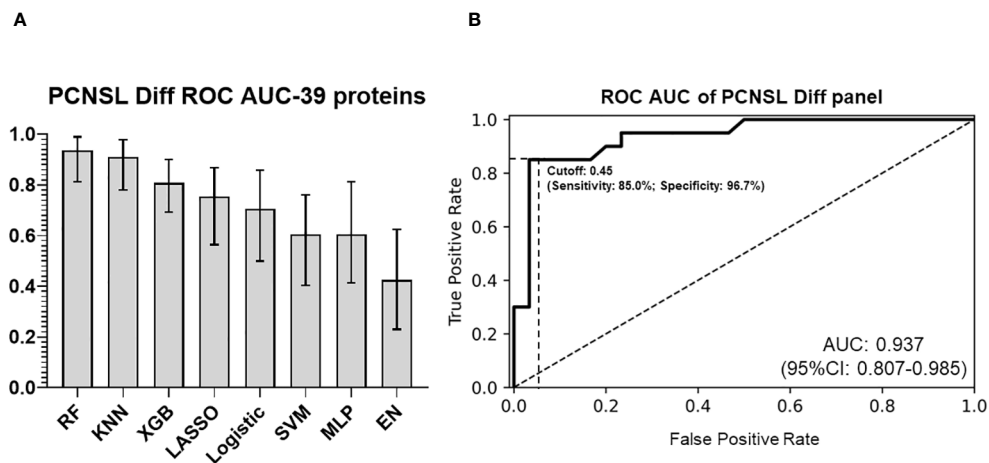 A
B
PCNSL Diff ROC AUC-39 proteins
1.0
0.8
0.6
0.4
0.2
0.0
RF
KNN
XGB
LASSO
Logistic
SVM
MLP
EN
ROC AUC of PCNSL Diff panel
True Positive Rate
1.0
0.8
0.6
0.4
0.2
0.0
Cutoff: 0.45
(Sensitivity: 85.0%; Specificity: 96.7%)
AUC: 0.937
(95%CI: 0.807-0.985)
0.0
0.2
0.4
0.6
0.8
1.0
False Positive Rate